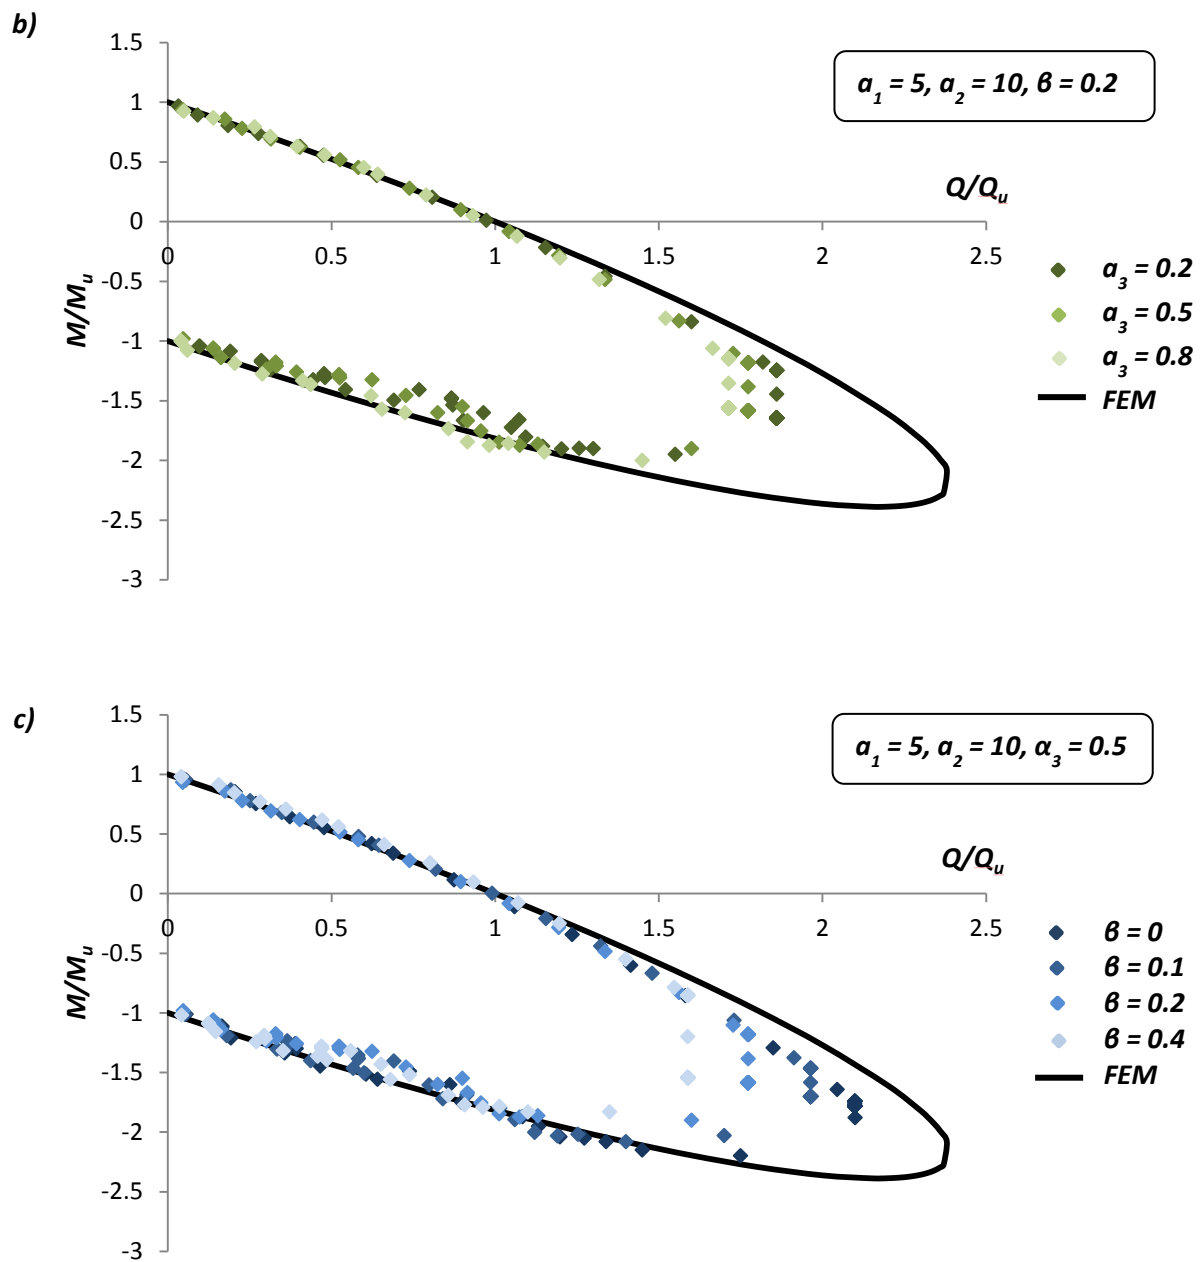 b)
1.5
1
0.5
0
-0.5
-1
-1.5
-2
-2.5
-3
0 0.5 1 1.5 2 2.5
M/Mu
Q/Qu
a1 = 5, a2 = 10, β = 0.2
a3 = 0.2
a3 = 0.5
a3 = 0.8
FEM
c)
1.5
1
0.5
0
-0.5
-1
-1.5
-2
-2.5
-3
0 0.5 1 1.5 2 2.5
M/Mu
Q/Qu
a1 = 5, a2 = 10, α3 = 0.5
β = 0
β = 0.1
β = 0.2
β = 0.4
FEM